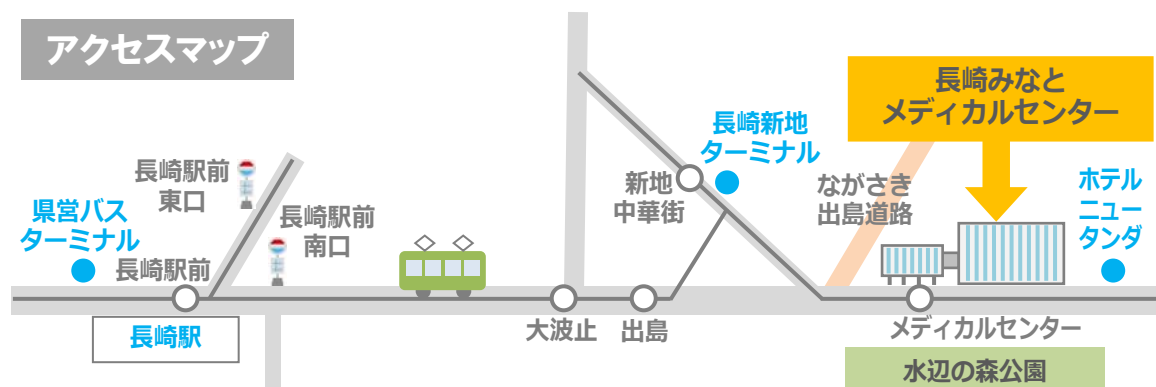 アクセスマップ
長崎みなと
メディカルセンター
長崎新地
ターミナル
長崎駅前
東口
新地
中華街
ながさき
出島道路
ホテル
ニュー
タンダ
県営バス
ターミナル
長崎駅前
南口
長崎駅前
大波止
出島
メディカルセンター
長崎駅
水辺の森公園